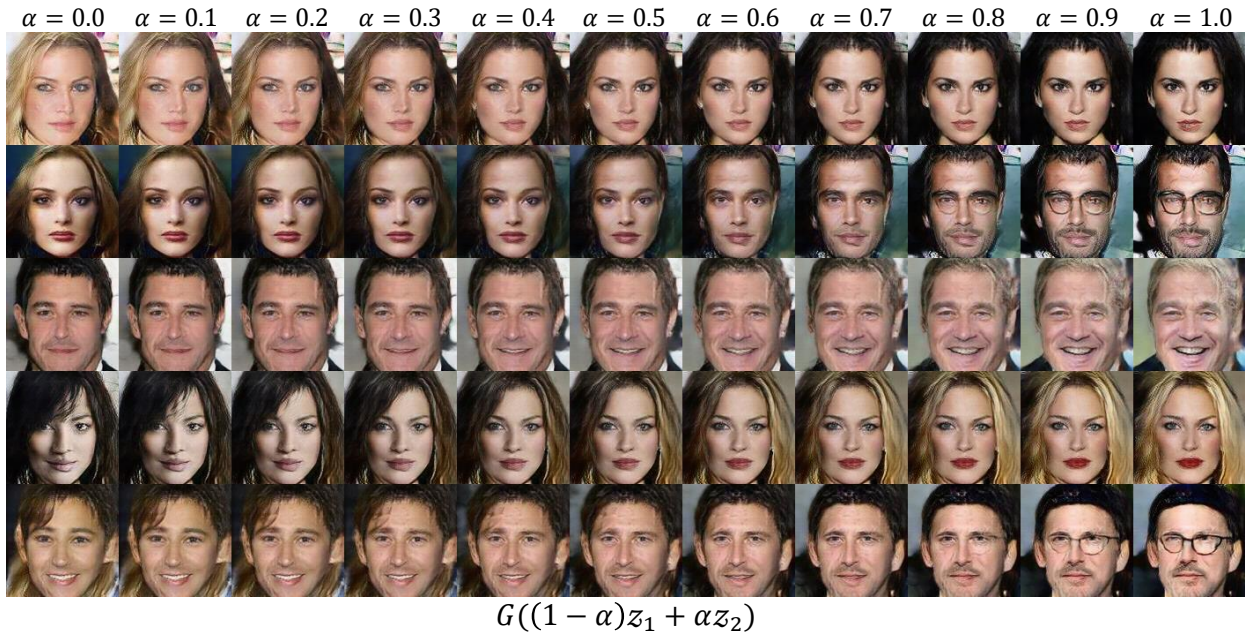 α = 0.0 α = 0.1 α = 0.2 α = 0.3 α = 0.4 α = 0.5 α = 0.6 α = 0.7 α = 0.8 α = 0.9 α = 1.0
G((1 − α)z₁ + αz₂)